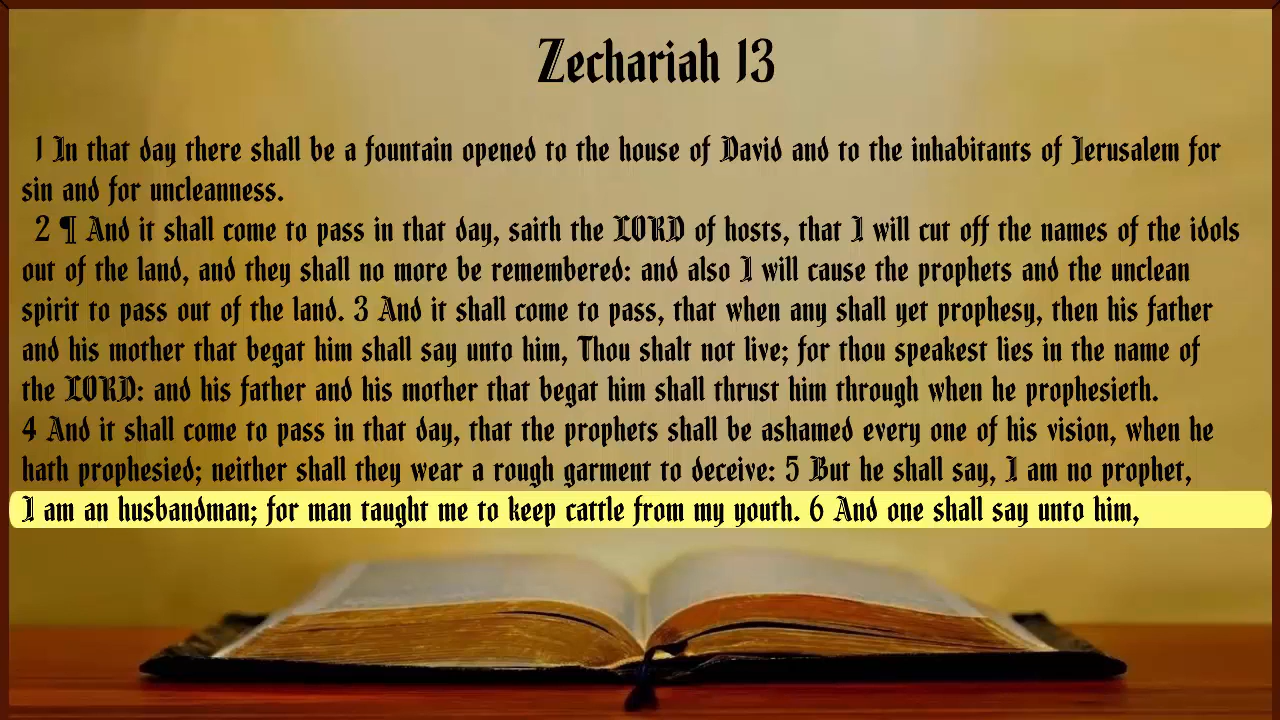 Zechariah 13
1 In that day there shall be a fountain opened to the house of David and to the inhabitants of Jerusalem for
sin and for uncleanness.
2 ¶ And it shall come to pass in that day, saith the LORD of hosts, that I will cut off the names of the idols
out of the land, and they shall no more be remembered: and also I will cause the prophets and the unclean
spirit to pass out of the land. 3 And it shall come to pass, that when any shall yet prophesy, then his father
and his mother that begat him shall say unto him, Thou shalt not live; for thou speakest lies in the name of
the LORD: and his father and his mother that begat him shall thrust him through when he prophesieth.
4 And it shall come to pass in that day, that the prophets shall be ashamed every one of his vision, when he
hath prophesied; neither shall they wear a rough garment to deceive: 5 But he shall say, I am no prophet,
I am an husbandman; for man taught me to keep cattle from my youth. 6 And one shall say unto him,